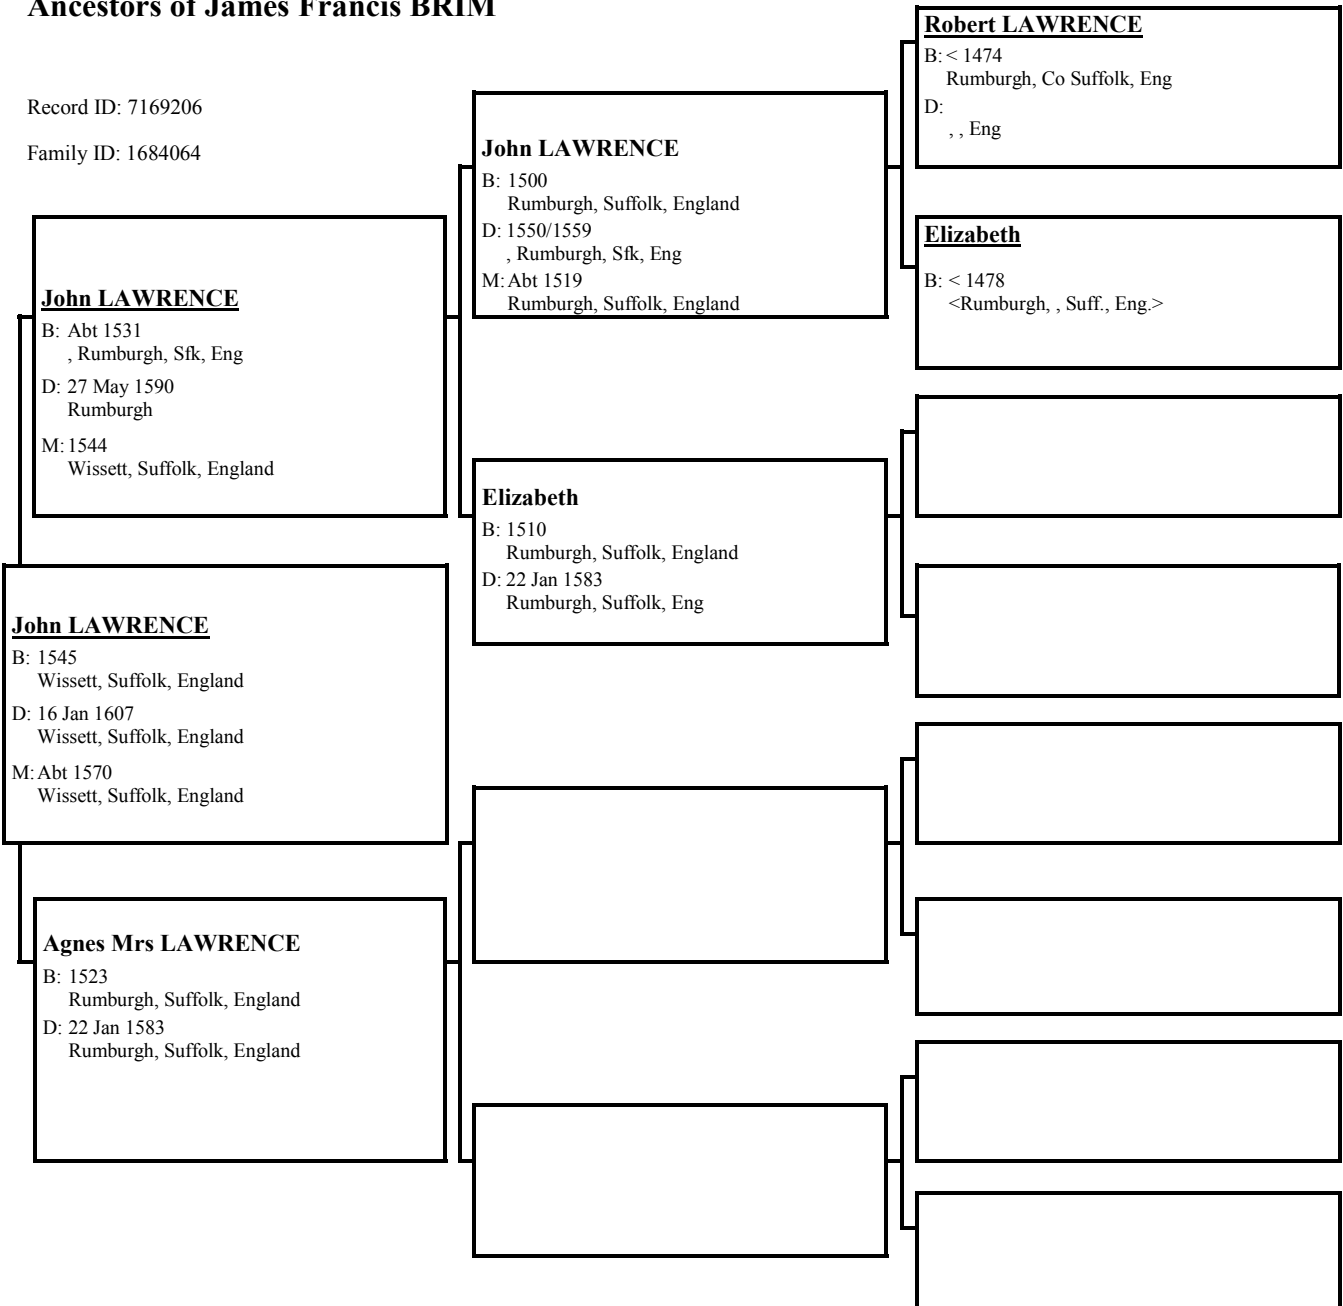 Ancestors of James Francis BRIM
Record ID: 7169206
Family ID: 1684064
John LAWRENCE
B: 1545
Wissett, Suffolk, England
D: 16 Jan 1607
Wissett, Suffolk, England
M: Abt 1570
Wissett, Suffolk, England
John LAWRENCE
B: Abt 1531
, Rumburgh, Sfk, Eng
D: 27 May 1590
Rumburgh
M: 1544
Wissett, Suffolk, England
Agnes Mrs LAWRENCE
B: 1523
Rumburgh, Suffolk, England
D: 22 Jan 1583
Rumburgh, Suffolk, England
John LAWRENCE
B: 1500
Rumburgh, Suffolk, England
D: 1550/1559
, Rumburgh, Sfk, Eng
M: Abt 1519
Rumburgh, Suffolk, England
Elizabeth
B: 1510
Rumburgh, Suffolk, England
D: 22 Jan 1583
Rumburgh, Suffolk, Eng
Robert LAWRENCE
B: < 1474
Rumburgh, Co Suffolk, Eng
D:
, , Eng
Elizabeth
B: < 1478
<Rumburgh, , Suff., Eng.>